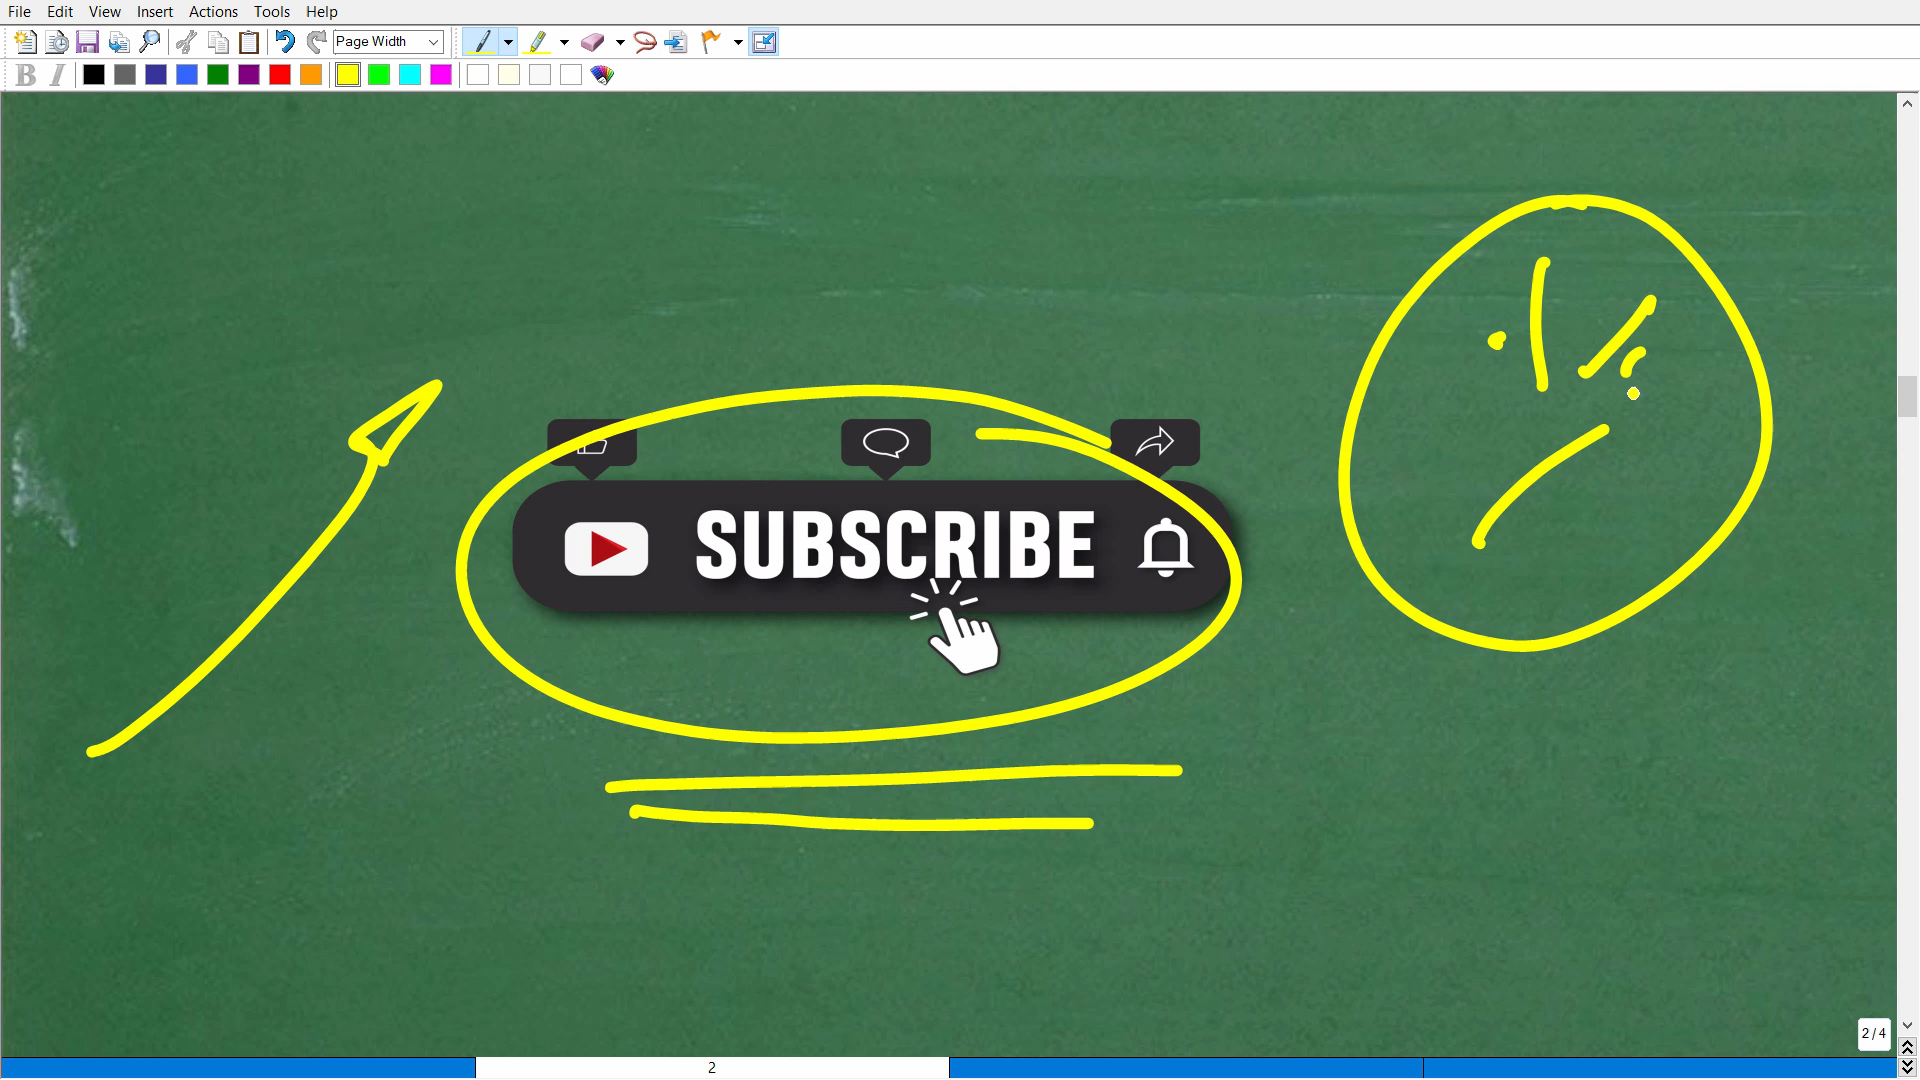 File Edit View Insert Actions Tools Help
Page Width
B I
SUBSCRIBE
2 / 4
2